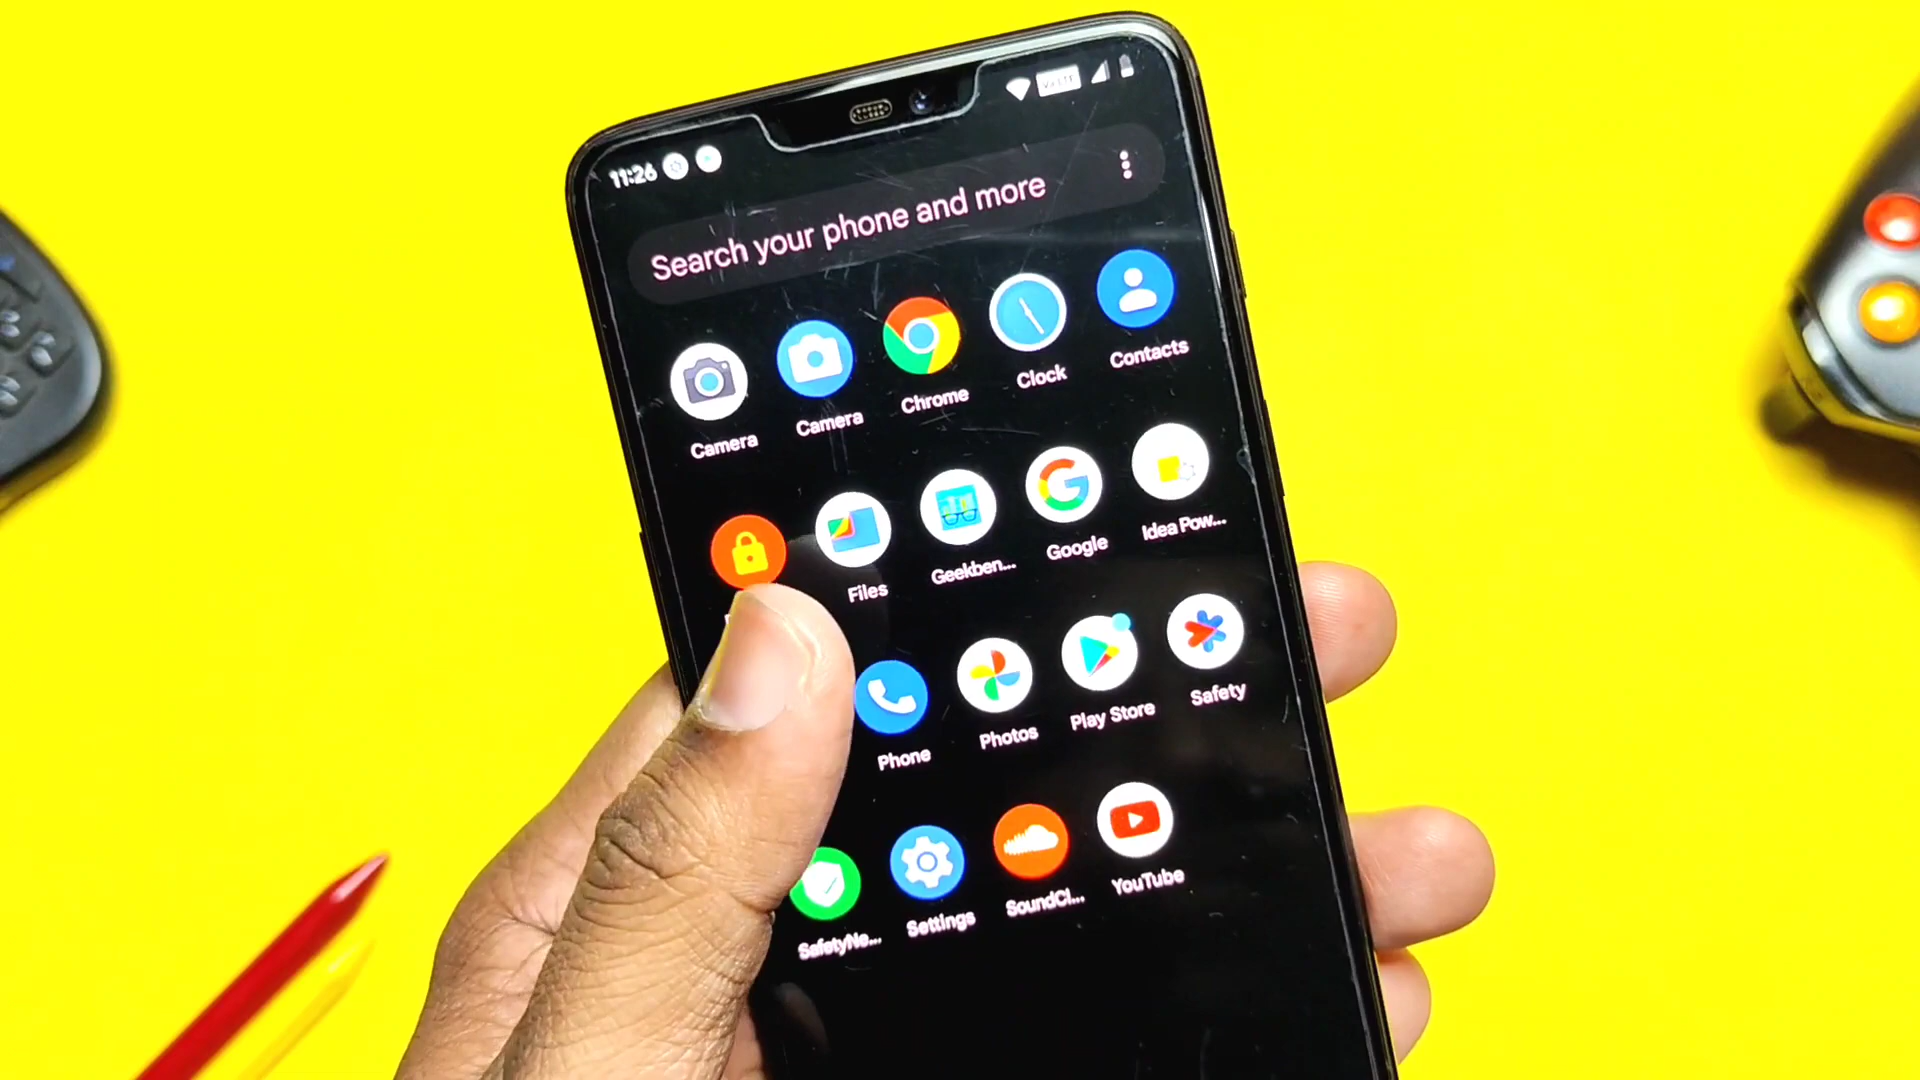 11:26
Search your phone and more
Camera
Camera
Chrome
Clock
Contacts
Files
Geekben...
Google
Idea Pow...
Phone
Photos
Play Store
Safety
SafetyNe...
Settings
SoundCl...
YouTube